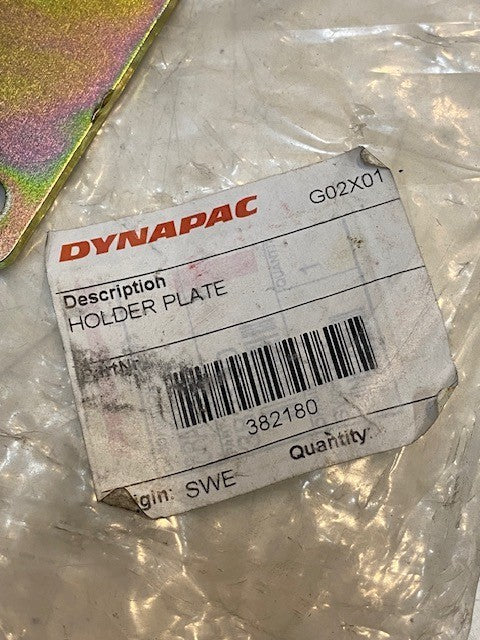 DYNAPAC G02X01
Description
HOLDER PLATE
382180
SWE Quantity